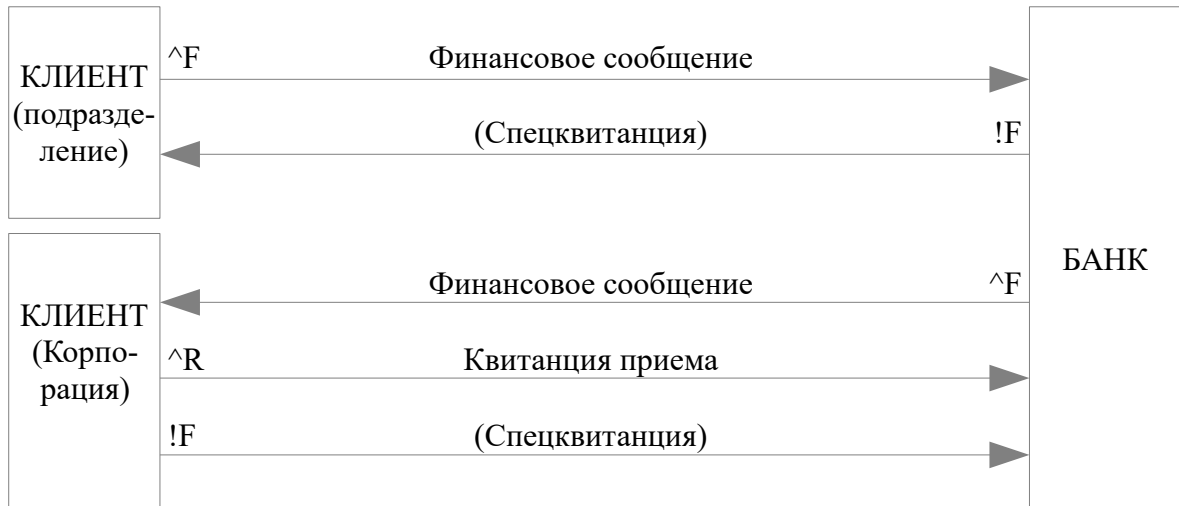 ^F Финансовое сообщение
КЛИЕНТ
(подразде-
ление)
(Спецквитанция) !F
БАНК
Финансовое сообщение ^F
КЛИЕНТ
(Корпо-
рация)
^R Квитанция приема
!F (Спецквитанция)